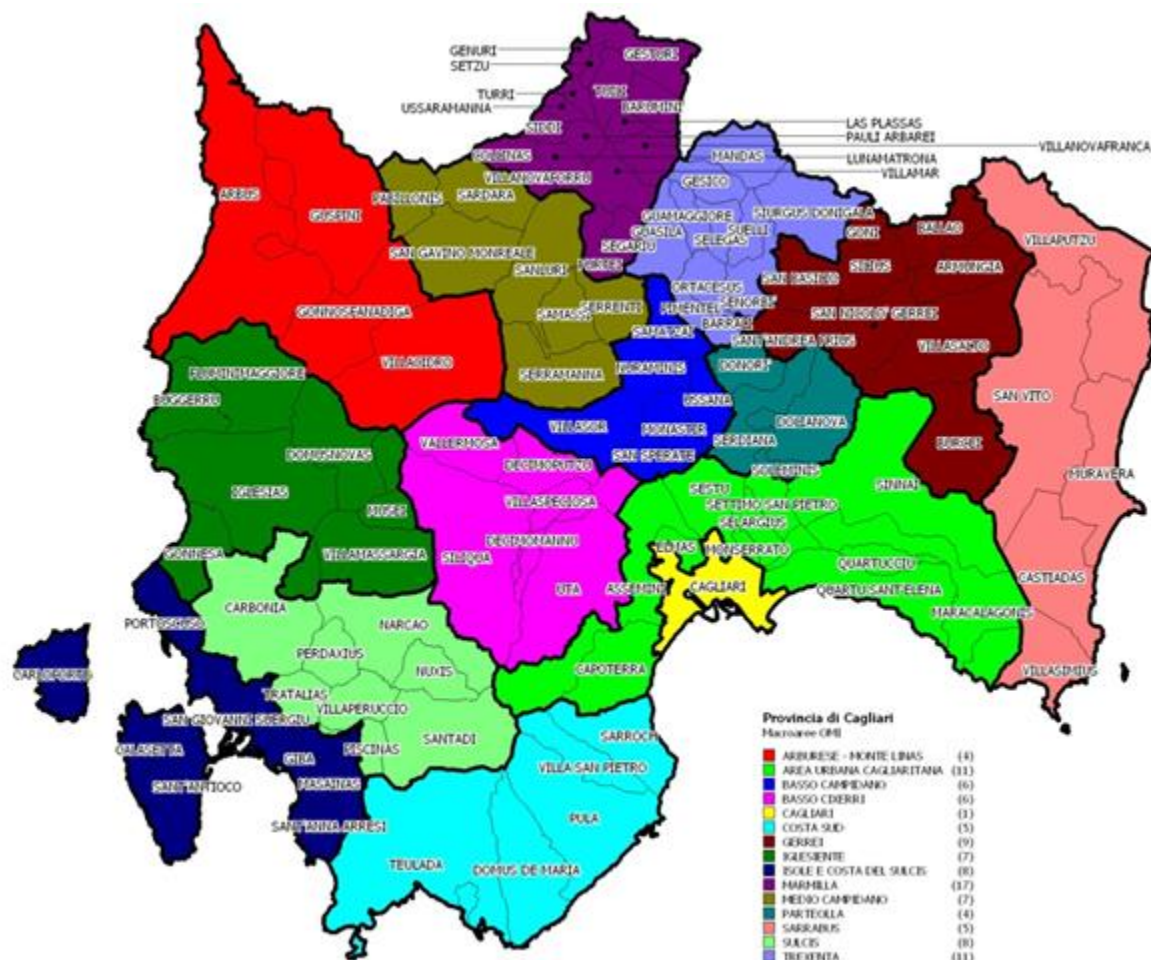 GENURI
SETZU
GESTURI
TURRI
TUILI
USSARAMANNA
BARUMINI
LAS PLASSAS
SIDDI
PAULI ARBAREI
VILLANOVAFRANCA
COLLINAS
LUNAMATRONA
MANDAS
VILLANOVAFORRU
VILLAMAR
GESICO
ARBUS
PABILLONIS
SARDARA
GUSPINI
GUAMAGGIORE
SIURGUS DONIGALA
GUASILA
SUELLI
GONI
BALLAO
SELEGAS
VILLAPUTZU
SEGARIU
SAN GAVINO MONREALE
FURTEI
SILIUS
ARMUNGIA
SANLURI
SAN BASILIO
ORTACESUS
GONNOSFANADIGA
SERRENTI
PIMENTEL
SENORBI'
SAMASSI
SAN NICOLO' GERREI
BARRALI
SAMATZAI
SANT'ANDREA FRIUS
VILLASALTO
VILLACIDRO
DONORI'
NURAMINIS
FLUMINIMAGGIORE
SERRAMANNA
SAN VITO
BUGGERRU
USSANA
DOLIANOVA
VILLASOR
MONASTIR
VALLERMOSA
SERDIANA
BURCEI
DOMUSNOVAS
SAN SPERATE
DECIMOPUTZU
SOLEMINIS
MURAVERA
IGLESIAS
SESTU
SINNAI
VILLASPECIOSA
SETTIMO SAN PIETRO
MUSEI
SELARGIUS
DECIMOMANNU
ELMAS
MONSERRATO
GONNESA
VILLAMASSARGIA
SILIQUA
QUARTUCCIU
CASTIADAS
UTA
ASSEMINI
CAGLIARI
QUARTU SANT'ELENA
CARBONIA
MARACALAGONIS
PORTOSCUSO
NARCAO
PERDAXIUS
CARLOFORTE
NUXIS
CAPOTERRA
VILLASIMIUS
TRATALIAS
VILLAPERUCCIO
SAN GIOVANNI SUERGIU
SARROCH
SANTADI
CALASETTA
PISCINAS
GIBA
VILLA SAN PIETRO
SANT'ANTIOCO
MASAINAS
PULA
SANT'ANNA ARRESI
TEULADA
DOMUS DE MARIA
Provincia di Cagliari
Macroaree OMI
ARBURESE - MONTE LINAS (4)
AREA URBANA CAGLIARITANA (11)
BASSO CAMPIDANO (6)
BASSO CIXERRI (6)
CAGLIARI (1)
COSTA SUD (5)
GERREI (9)
IGLESIENTE (7)
ISOLE E COSTA DEL SULCIS (8)
MARMILLA (17)
MEDIO CAMPIDANO (7)
PARTEOLLA (4)
SARRABUS (5)
SULCIS (8)
TREXENTA (11)